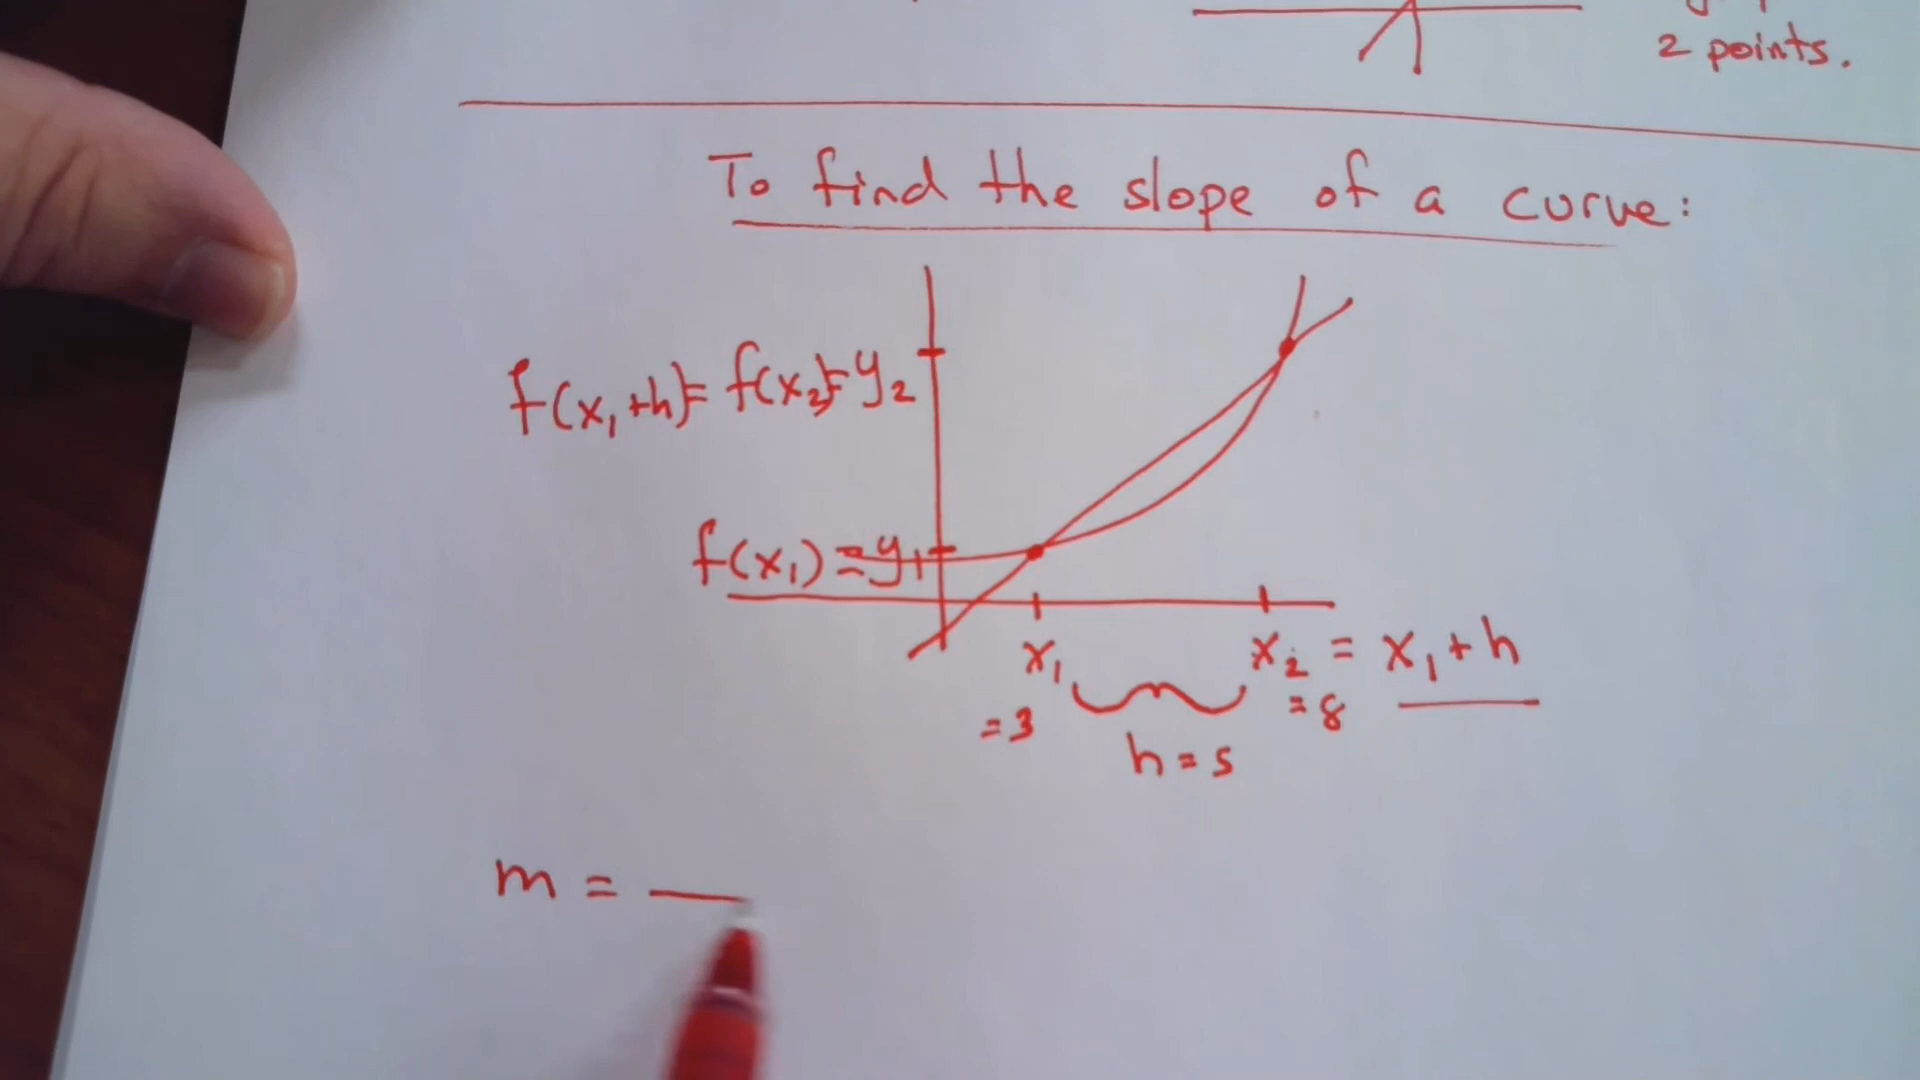 2 points.
To find the slope of a curve:
f(x₁+h)= f(x₂)=y₂
f(x₁)=y₁
x₁ x₂ = x₁+h
=3 =8
h=5
m =